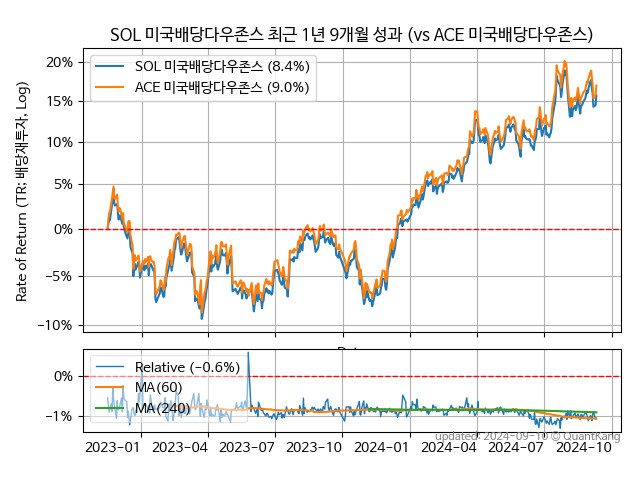 SOL 미국배당다우존스 최근 1년 9개월 성과 (vs ACE 미국배당다우존스)
Rate of Return (TR: 배당재투자, Log)
20%
15%
10%
5%
0%
−5%
−10%
SOL 미국배당다우존스 (8.4%)
ACE 미국배당다우존스 (9.0%)
0%
−1%
Relative (−0.6%)
MA(60)
MA(240)
2023−01 2023−04 2023−07 2023−10 2024−01 2024−04 2024−07 2024−10
updated: 2024−09−10 © QuantKang